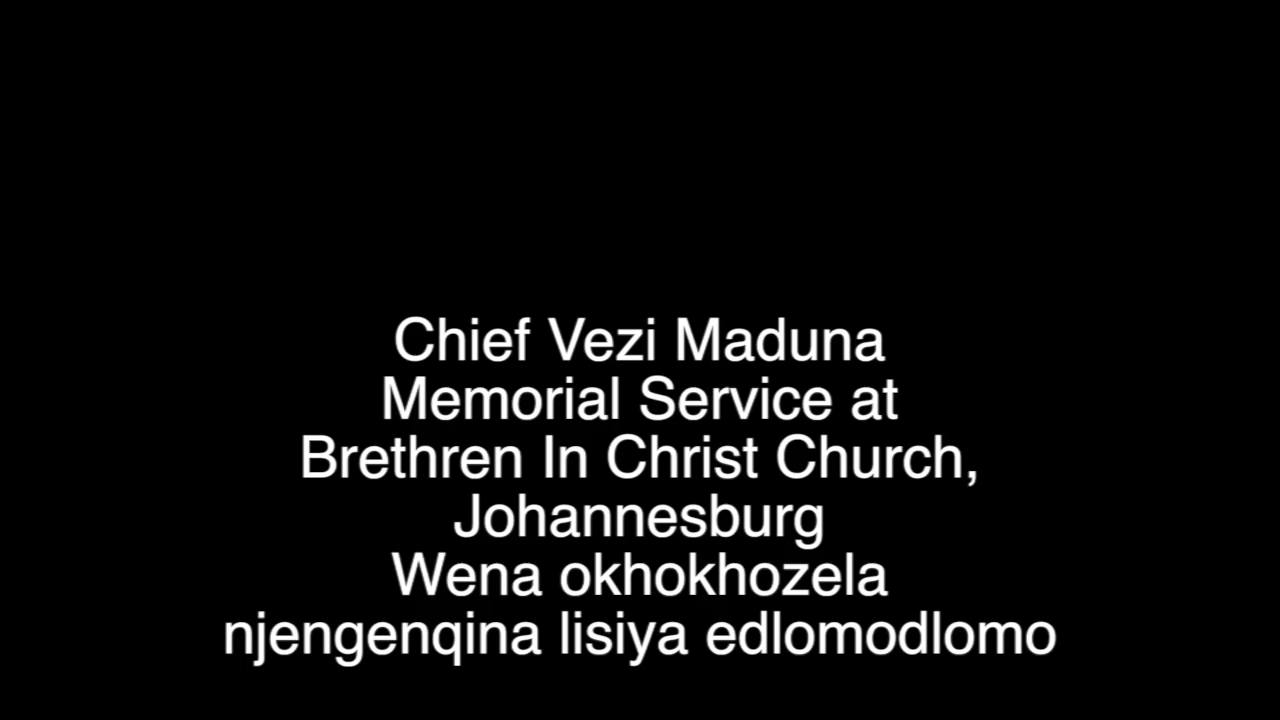 Chief Vezi Maduna
Memorial Service at
Brethren In Christ Church,
Johannesburg
Wena okhokhozela
njengenqina lisiya edlomodlomo